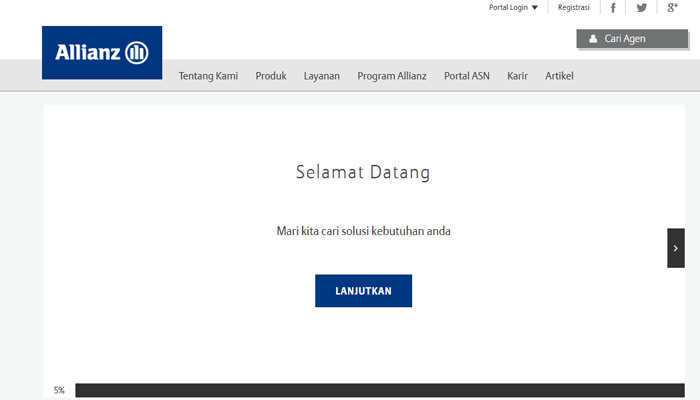 Portal Login Registrasi
Cari Agen
Allianz
Tentang Kami Produk Layanan Program Allianz Portal ASN Karir Artikel
Selamat Datang
Mari kita cari solusi kebutuhan anda
LANJUTKAN
5%